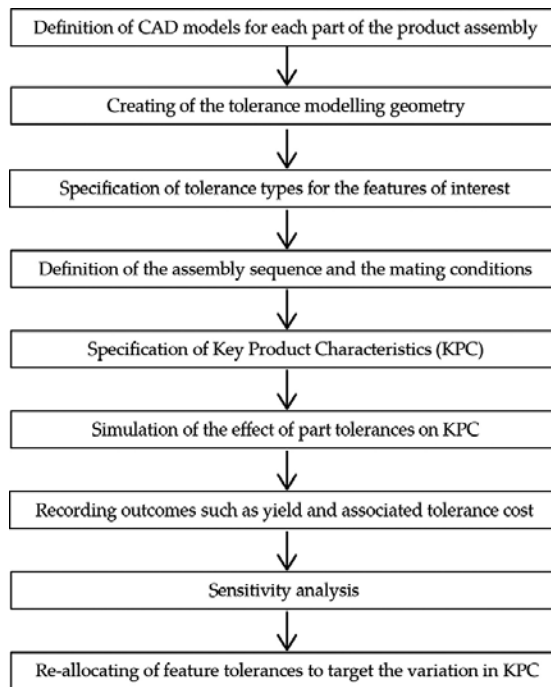 Definition of CAD models for each part of the product assembly
Creating of the tolerance modelling geometry
Specification of tolerance types for the features of interest
Definition of the assembly sequence and the mating conditions
Specification of Key Product Characteristics (KPC)
Simulation of the effect of part tolerances on KPC
Recording outcomes such as yield and associated tolerance cost
Sensitivity analysis
Re-allocating of feature tolerances to target the variation in KPC